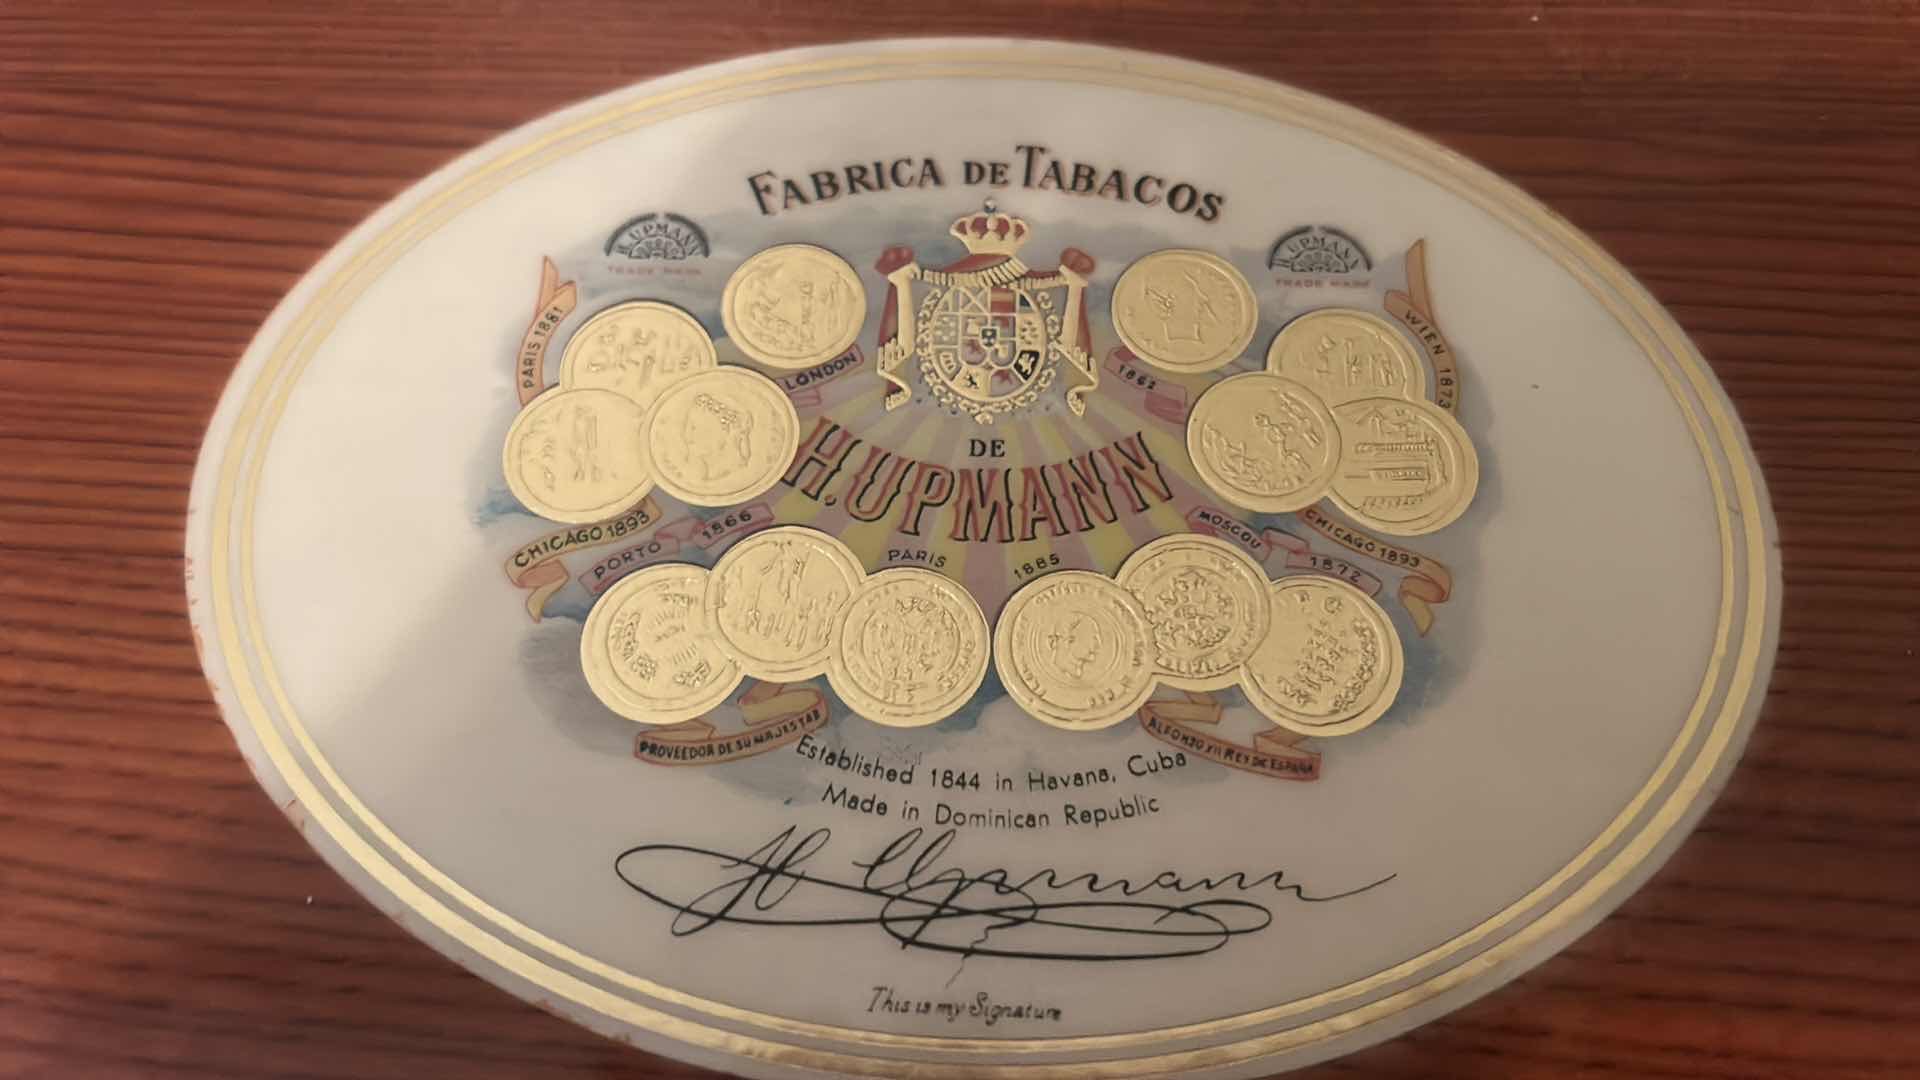 FABRICA DE TABACOS
H. UPMANN
TRADE MARK
H. UPMANN
TRADE MARK
PARIS 1881
LONDON
1862
WIEN 1873
DE
H. UPMANN
CHICAGO 1893
PORTO 1866
PARIS 1885
MOSCOU 1872
CHICAGO 1893
PROVEEDOR DE SU MAJESTAD
ALFONZO XII REY DE ESPAÑA
Established 1844 in Havana, Cuba
Made in Dominican Republic
H Upmann
This is my Signature